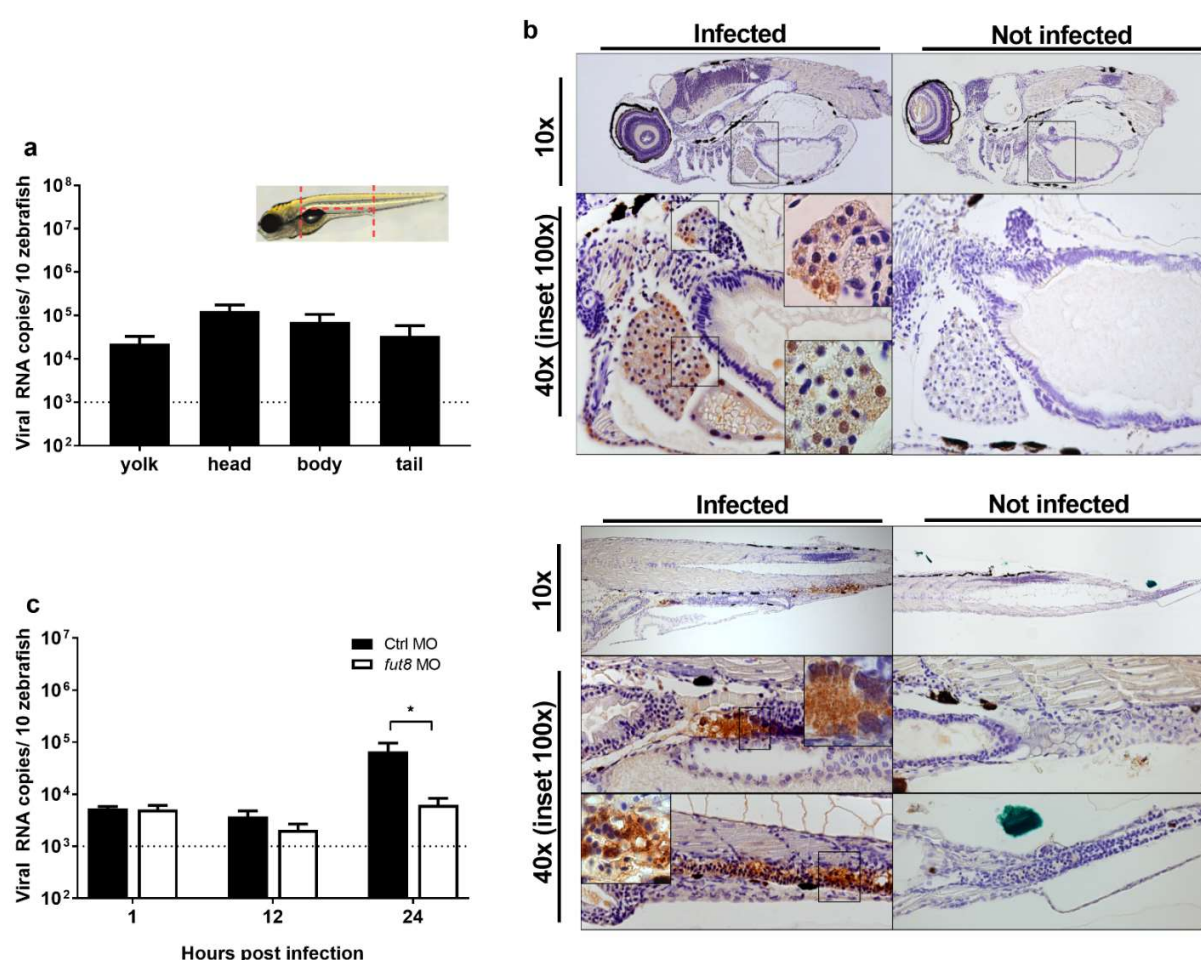 a
Viral RNA copies/ 10 zebrafish
10⁸
10⁷
10⁶
10⁵
10⁴
10³
10²
yolk head body tail
b
Infected Not infected
10x
40x (inset 100x)
Infected Not infected
10x
40x (inset 100x)
c
Viral RNA copies/ 10 zebrafish
10⁷
10⁶
10⁵
10⁴
10³
10²
Ctrl MO
fut8 MO
*
1 12 24
Hours post infection